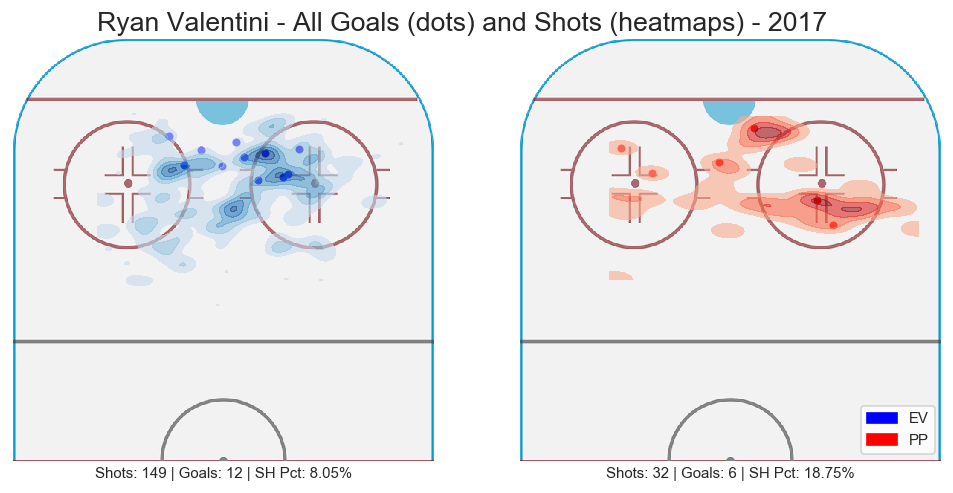 Ryan Valentini - All Goals (dots) and Shots (heatmaps) - 2017
EV
PP
Shots: 149 | Goals: 12 | SH Pct: 8.05%
Shots: 32 | Goals: 6 | SH Pct: 18.75%